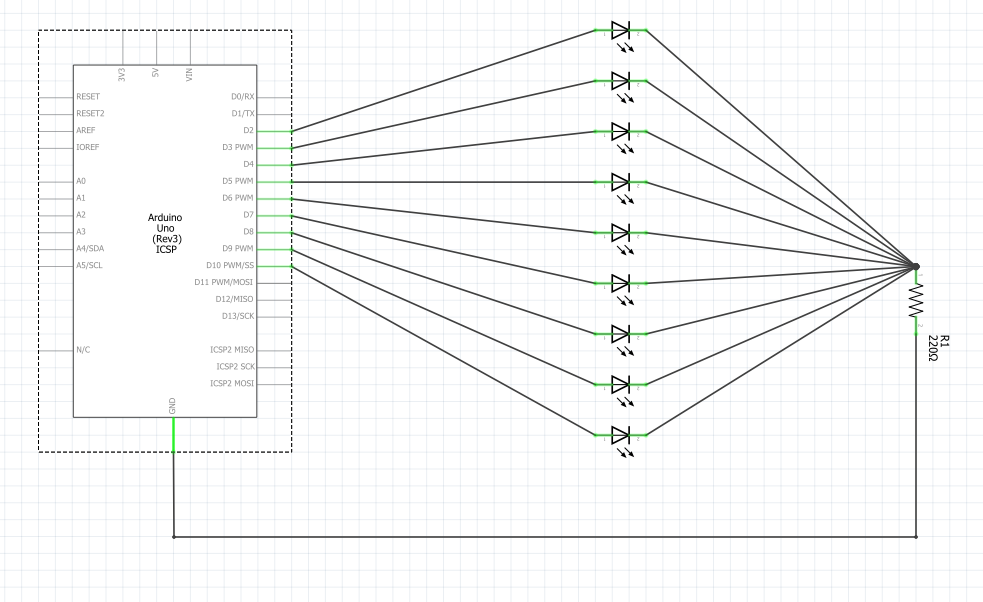 3V3
5V
VIN
RESET
RESET2
AREF
IOREF
A0
A1
A2
A3
A4/SDA
A5/SCL
N/C
Arduino
Uno
(Rev3)
ICSP
D0/RX
D1/TX
D2
D3 PWM
D4
D5 PWM
D6 PWM
D7
D8
D9 PWM
D10 PWM/SS
D11 PWM/MOSI
D12/MISO
D13/SCK
ICSP2 MISO
ICSP2 SCK
ICSP2 MOSI
GND
R1
220Ω